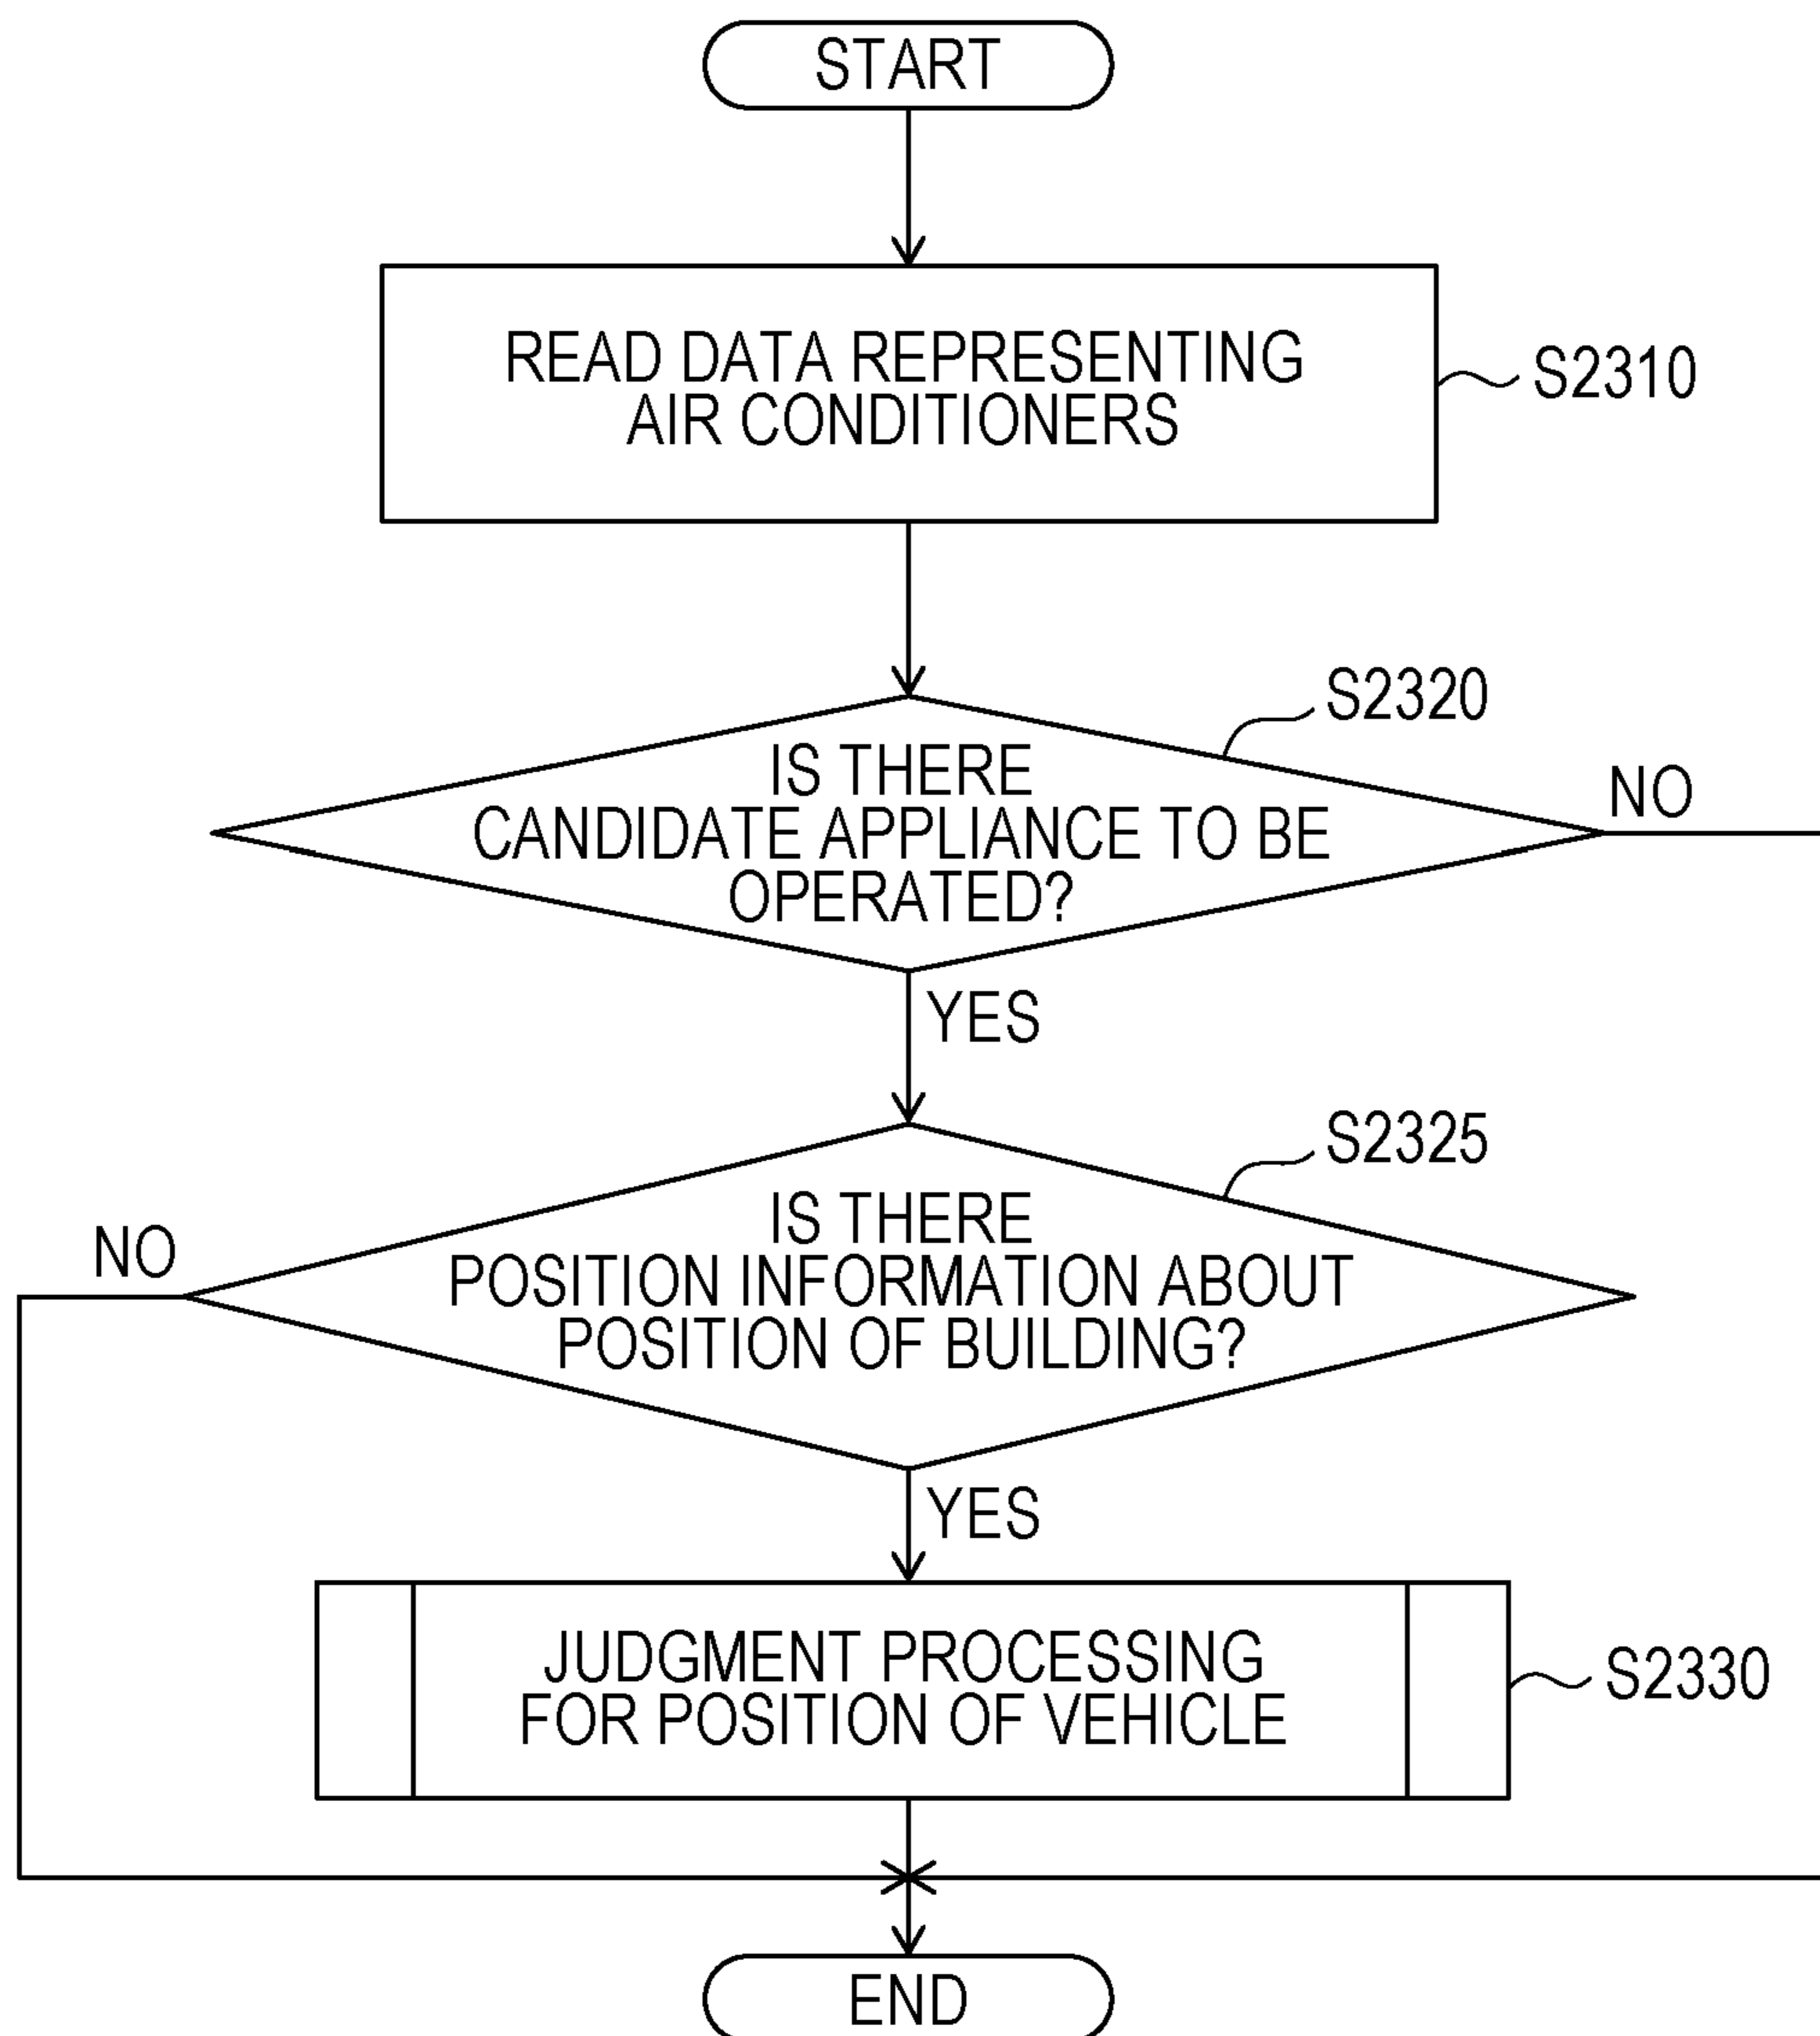 START
READ DATA REPRESENTING
AIR CONDITIONERS
S2310
S2320
IS THERE
CANDIDATE APPLIANCE TO BE
OPERATED?
NO
YES
S2325
IS THERE
POSITION INFORMATION ABOUT
POSITION OF BUILDING?
NO
YES
JUDGMENT PROCESSING
FOR POSITION OF VEHICLE
S2330
END